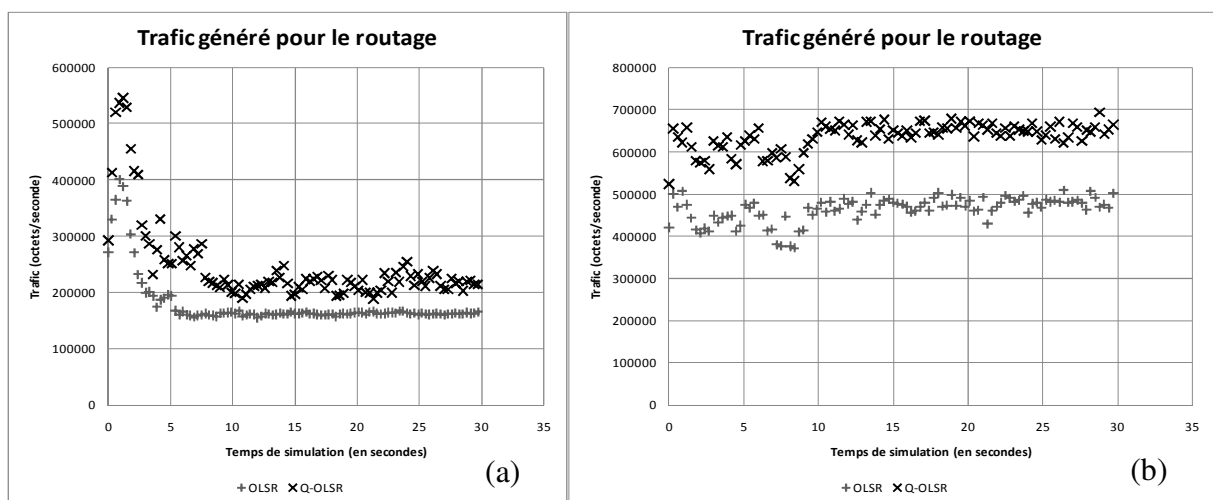 Trafic généré pour le routage
600000
500000
400000
300000
200000
100000
0
Trafic (octets/seconde)
0 5 10 15 20 25 30 35
Temps de simulation (en secondes)
(a)
OLSR Q-OLSR
Trafic généré pour le routage
800000
700000
600000
500000
400000
300000
200000
100000
0
Trafic (octets/seconde)
0 5 10 15 20 25 30 35
Temps de simulation (en secondes)
(b)
OLSR Q-OLSR